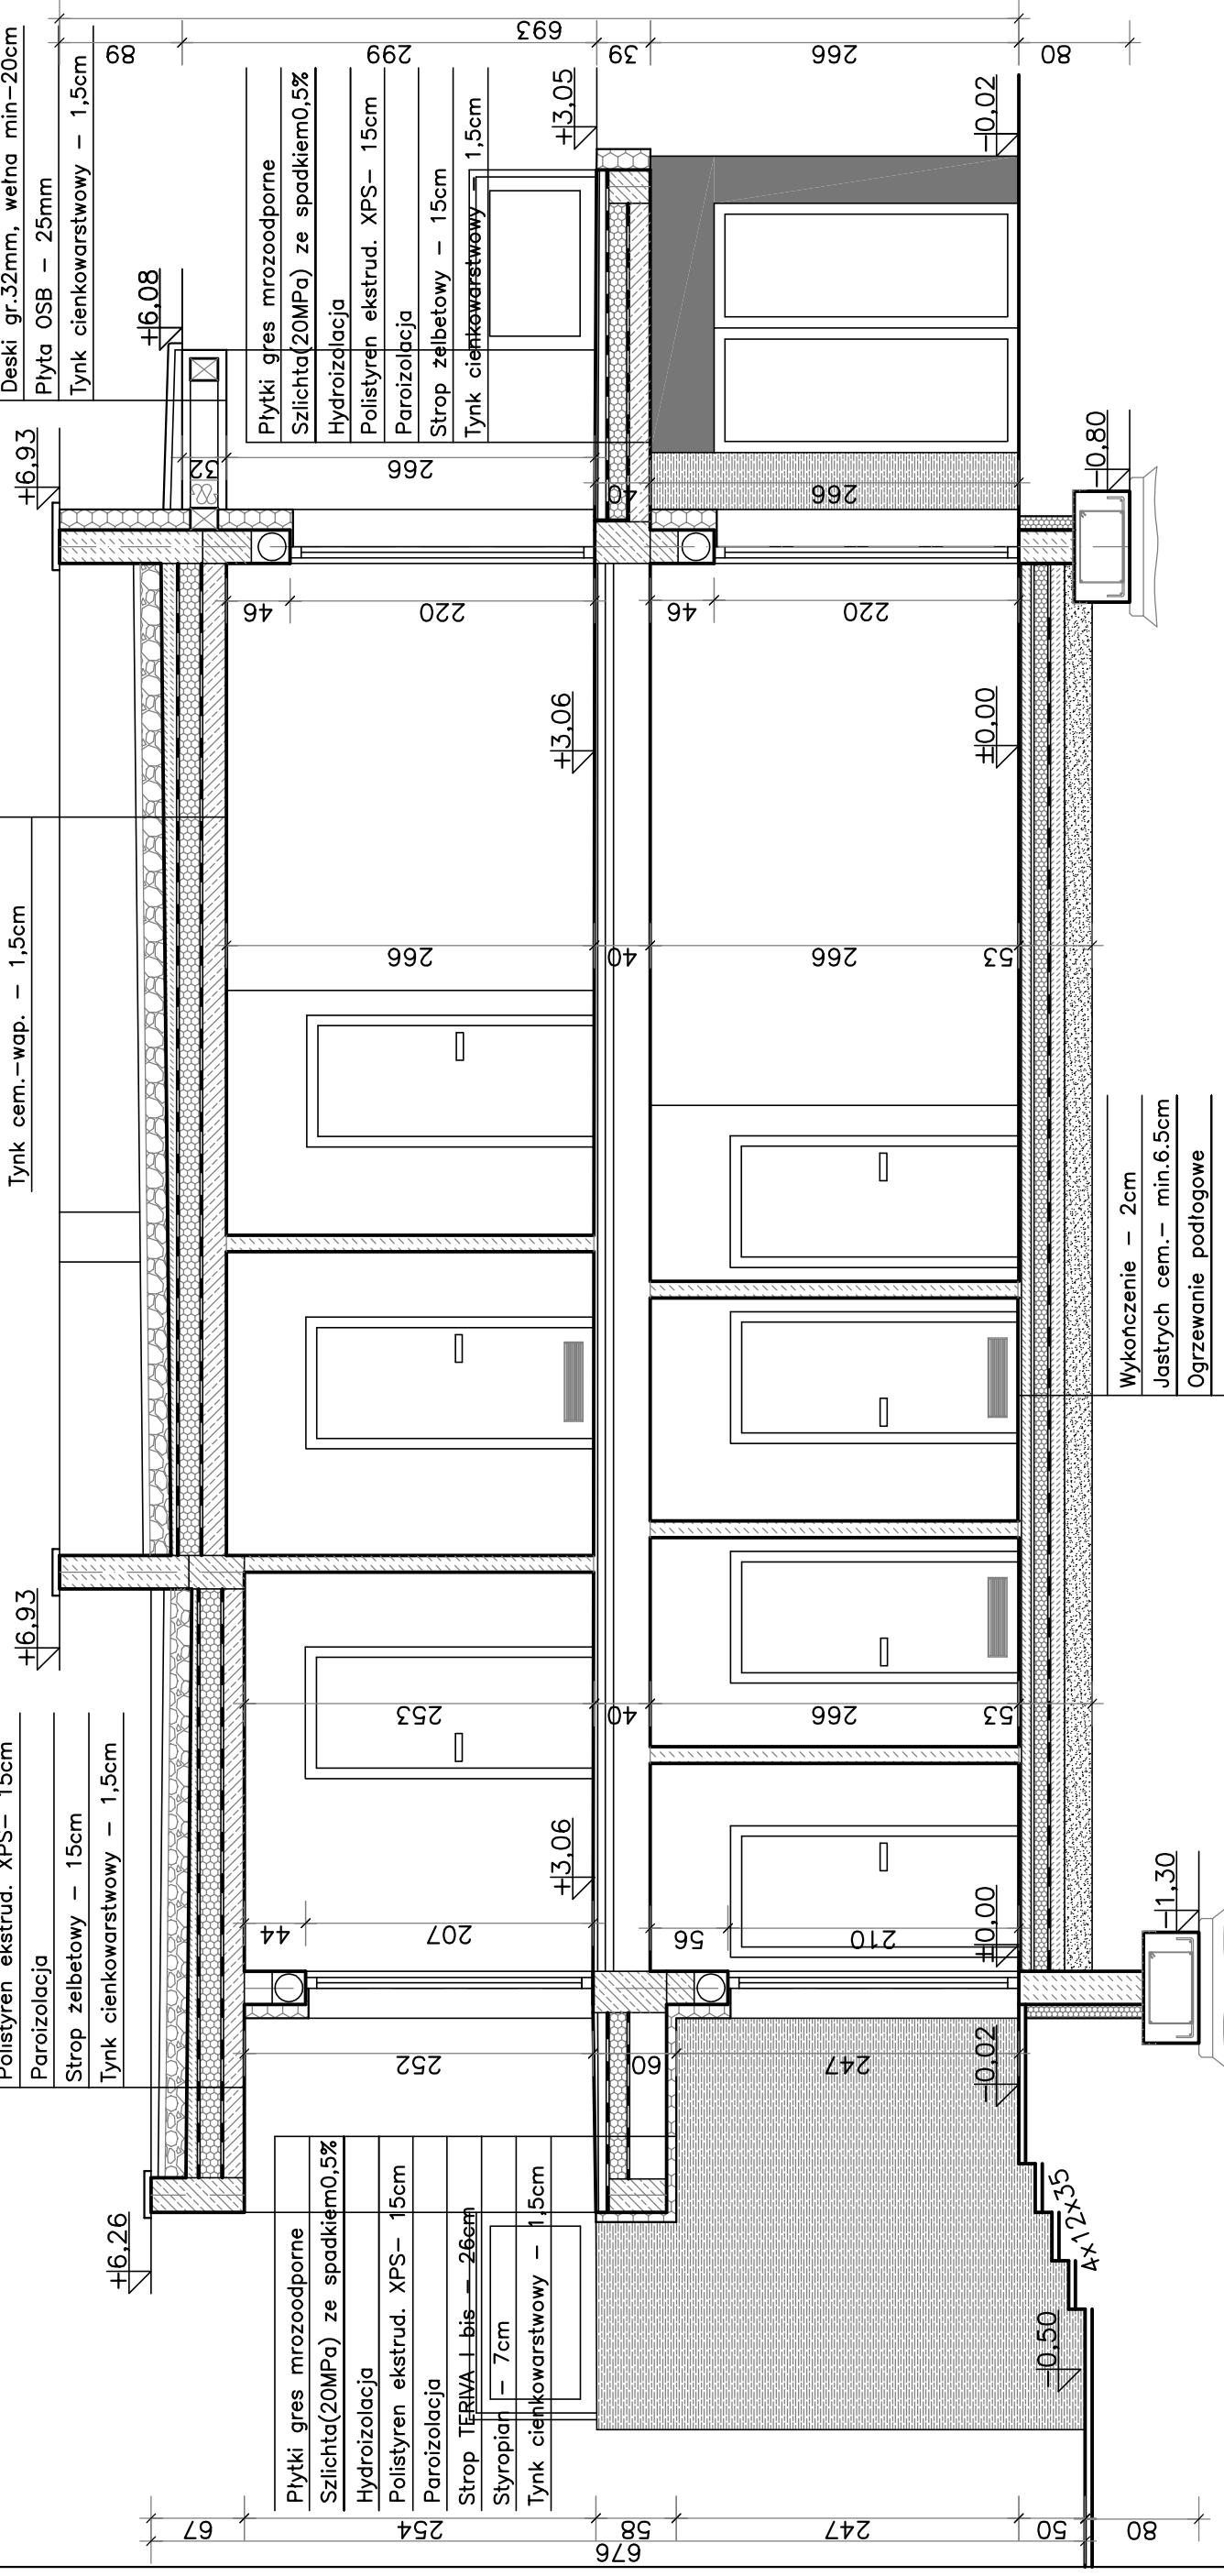 Deski gr.32mm, wełna min-20cm
Płyta OSB - 25mm
Tynk cienkowarstwowy - 1,5cm
Tynk cem.-wap. - 1,5cm
Polistyren ekstrud. XPS- 15cm
Paroizolacja
Strop żelbetowy - 15cm
Tynk cienkowarstwowy - 1,5cm
Płytki gres mrozoodporne
Szlichta(20MPa) ze spadkiem0,5%
Hydroizolacja
Polistyren ekstrud. XPS- 15cm
Paroizolacja
Strop żelbetowy - 15cm
Tynk cienkowarstwowy - 1,5cm
Płytki gres mrozoodporne
Szlichta(20MPa) ze spadkiem0,5%
Hydroizolacja
Polistyren ekstrud. XPS- 15cm
Paroizolacja
Strop TERIVA I bis - 26cm
Styropian - 7cm
Tynk cienkowarstwowy - 1,5cm
Wykończenie - 2cm
Jastrych cem.- min.6.5cm
Ogrzewanie podłogowe
+6,26
+6,93
+6,93
+6,08
+3,05
+3,06
+3,06
±0,00
±0,00
-0,02
-0,02
-0,50
-0,80
-1,30
4x12x35
693
89
299
39
266
80
32
266
40
266
46
220
46
220
266
40
266
53
253
40
266
53
44
207
56
210
252
60
247
67
254
58
247
50
80
676